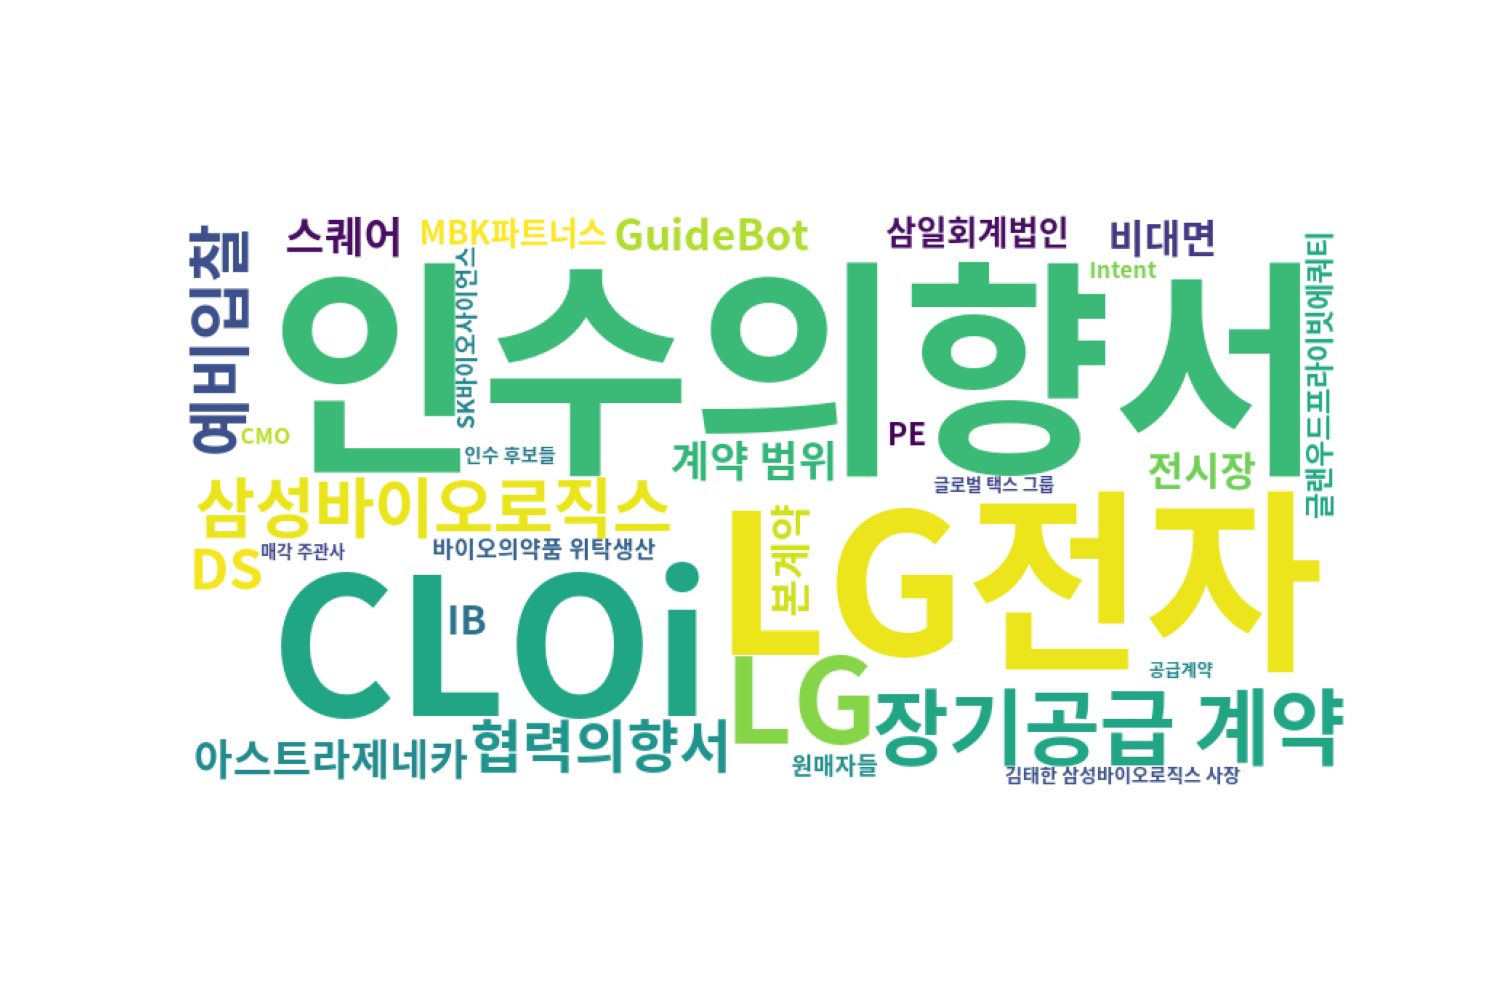 스퀘어
MBK파트너스
GuideBot
삼일회계법인
비대면
예비입찰
인수의향서
SK바이오사이언스
Intent
글랜우드프라이빗에쿼티
CMO
인수 후보들
계약 범위
PE
전시장
글로벌 택스 그룹
삼성바이오로직스
LG전자
본계약
DS
매각 주관사
바이오의약품 위탁생산
CLOi
IB
LG
공급계약
장기공급 계약
협력의향서
아스트라제네카
원매자들
김태한 삼성바이오로직스 사장